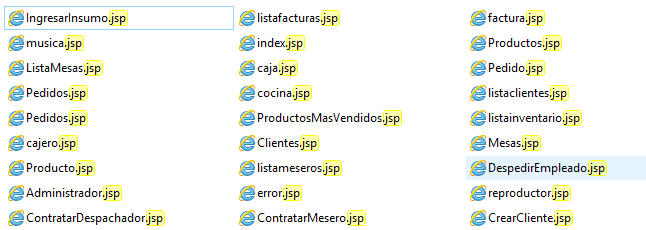 IngresarInsumo.jsp listafacturas.jsp factura.jsp
musica.jsp index.jsp Productos.jsp
ListaMesas.jsp caja.jsp Pedido.jsp
Pedidos.jsp cocina.jsp listaclientes.jsp
Pedidos.jsp ProductosMasVendidos.jsp listainventario.jsp
cajero.jsp Clientes.jsp Mesas.jsp
Producto.jsp listameseros.jsp DespedirEmpleado.jsp
Administrador.jsp error.jsp reproductor.jsp
ContratarDespachador.jsp ContratarMesero.jsp CrearCliente.jsp